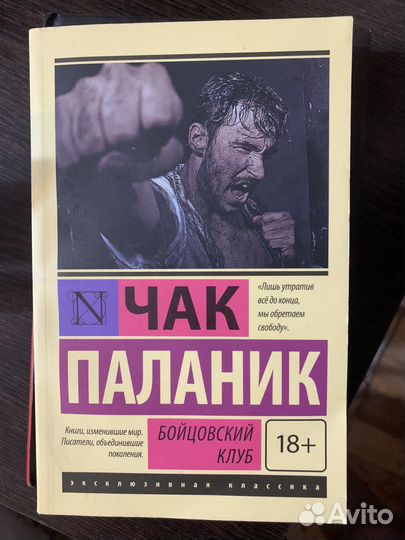 N
ЧАК
«Лишь утратив
всё до конца,
мы обретаем
свободу».
ПАЛАНИК
Книги, изменившие мир.
Писатели, объединившие
поколения.
БОЙЦОВСКИЙ
КЛУБ
18+
эксклюзивная классика
Avito